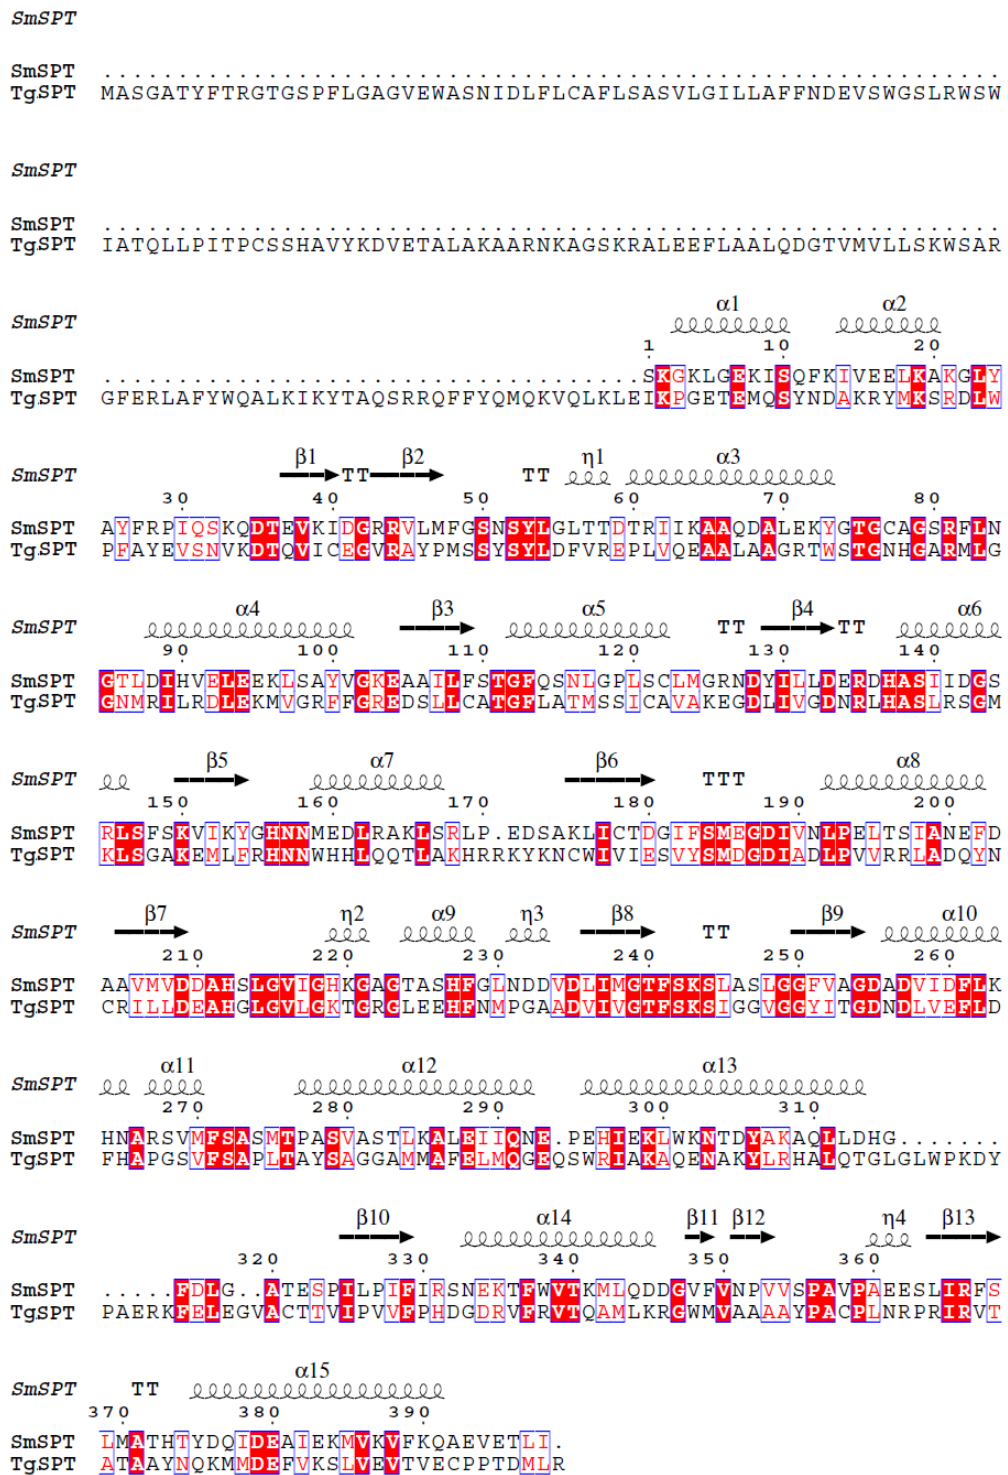 SmSPT
SmSPT ............................................................
TgSPT MASGATYFTRGTGSPFLGAGVEWASNIDLFLCAFLSASVLGILLAFFNDEVSWGSLRWSW
SmSPT
SmSPT ............................................................
TgSPT IATQLLPITPCSSHAVYKDVETALAKAARNKAGSKRALEEFLAALQDGTVMVLLSKWSAR
α1 α2
SmSPT
1 10 20
SmSPT ....................................SKGKLGEKISQFKIVEELKAKGLY
TgSPT GFERLAFYWQALKIKYTAQSRRQFFYQMQKVQLKLEIKPGETEMQSYNDAKRYMKSRDLW
β1 β2 η1 α3
SmSPT TT TT
30 40 50 60 70 80
SmSPT AYFRPIQSKQDTEVKIDGRRVLMFGSNSYLGLTTDTRIIKAAQDALEKYGTGCAGSRFLN
TgSPT PFAYEVSNVKDTQVICEGVRAYPMSSYSYLDFVREPLVQEAALAAGRTWSTGNHGARMLG
α4 β3 α5 β4 α6
SmSPT TT TT
90 100 110 120 130 140
SmSPT GTLDIHVELEEKLSAYVGKEAAILFSTGFQSNLGPLSCLMGRNDYILLDERDHASIIDGS
TgSPT GNMRILRDLEKMVGRFFGREDSLLCATGFLATMSSICAVAKEGDLIVGDNRLHASLRSGM
β5 α7 β6 α8
SmSPT TTT
150 160 170 180 190 200
SmSPT RLSFSKVIKYGHNNMEDLRAKLSRLP.EDSAKLICTDGIFSMEGDIVNLPELTSIANEFD
TgSPT KLSGAKEMLFRHNNWHHLQQTLAKHRRKYKNCWIVIESVYSMDGDIADLPVVRRLADQYN
β7 η2 α9 η3 β8 β9 α10
SmSPT TT
210 220 230 240 250 260
SmSPT AAVMVDDAHSLGVIGHKGAGTASHFGLNDDVDLIMGTFSKSLASLGGFVAGDADVIDFLK
TgSPT CRILLDEAHGLGVLGKTGRGLEEHFNMPGAADVIVGTFSKSIGGVGGYITGDNDLVEFLD
α11 α12 α13
SmSPT
270 280 290 300 310
SmSPT HNARSVMFSASMTPASVASTLKALEIIQNE.PEHIEKLWKNTDYAKAQLLDHG.......
TgSPT FHAPGSVFSAPLTAYSAGGAMMAFELMQGEQSWRIAKAQENAKYLRHALQTGLGLWPKDY
β10 α14 β11 β12 η4 β13
SmSPT
320 330 340 350 360
SmSPT .....FDLG..ATESPILPIFIRSNEKTFWVTKMLQDDGVFVNPVVSPAVPAEESLIRFS
TgSPT PAERKFELEGVACTTVIPVVFPHDGDRVFRVTQAMLKRGWMVAAAAYPACPLNRPRIRVT
α15
SmSPT TT
370 380 390
SmSPT LMATHTYDQIDEAIEKMVKVFKQAEVETLI.
TgSPT ATAAYNQKMMDEFVKSLVEVTVECPPTDMLR